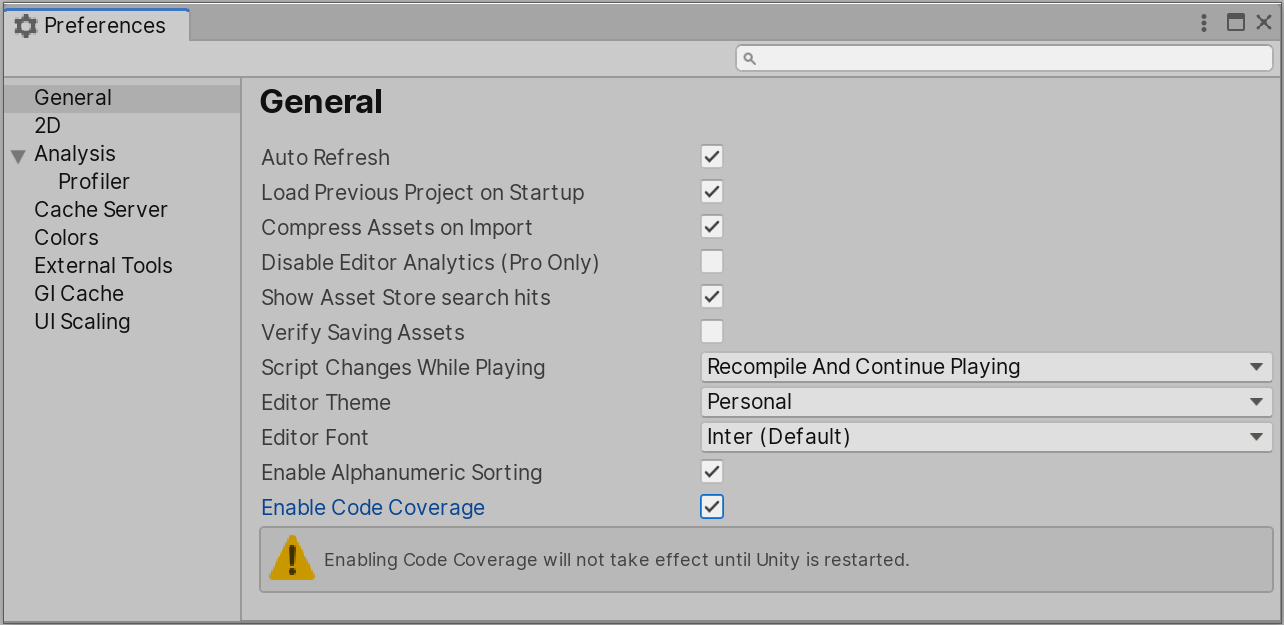 Preferences
General
2D
Analysis
Profiler
Cache Server
Colors
External Tools
GI Cache
UI Scaling
General
Auto Refresh
Load Previous Project on Startup
Compress Assets on Import
Disable Editor Analytics (Pro Only)
Show Asset Store search hits
Verify Saving Assets
Script Changes While Playing Recompile And Continue Playing
Editor Theme Personal
Editor Font Inter (Default)
Enable Alphanumeric Sorting
Enable Code Coverage
Enabling Code Coverage will not take effect until Unity is restarted.